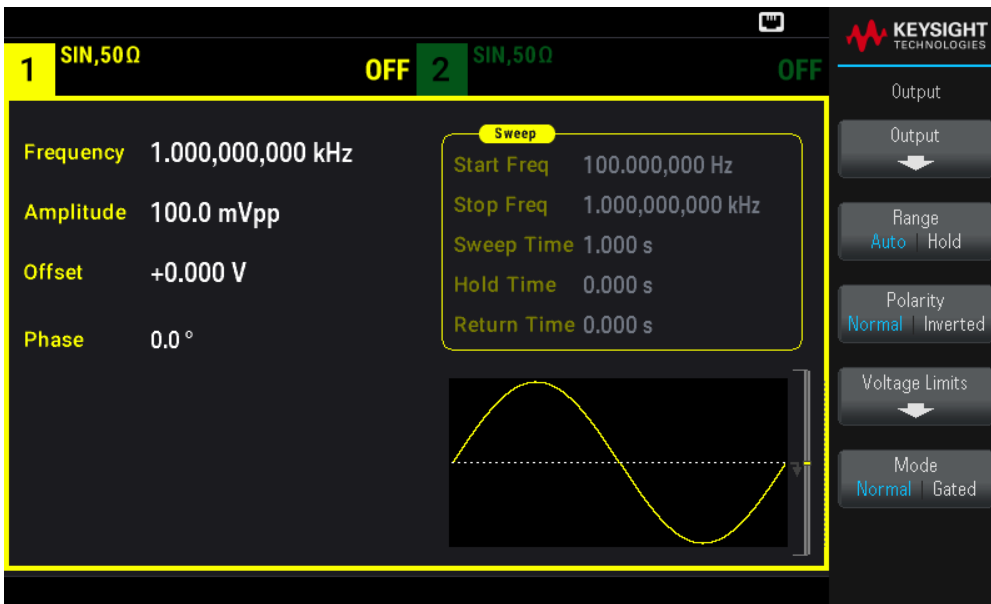 KEYSIGHT
TECHNOLOGIES
1 SIN,50Ω OFF
2 SIN,50Ω OFF
Frequency 1.000,000,000 kHz
Amplitude 100.0 mVpp
Offset +0.000 V
Phase 0.0 °
Sweep
Start Freq 100.000,000 Hz
Stop Freq 1.000,000,000 kHz
Sweep Time 1.000 s
Hold Time 0.000 s
Return Time 0.000 s
Output
Output
Range
Auto | Hold
Polarity
Normal | Inverted
Voltage Limits
Mode
Normal | Gated